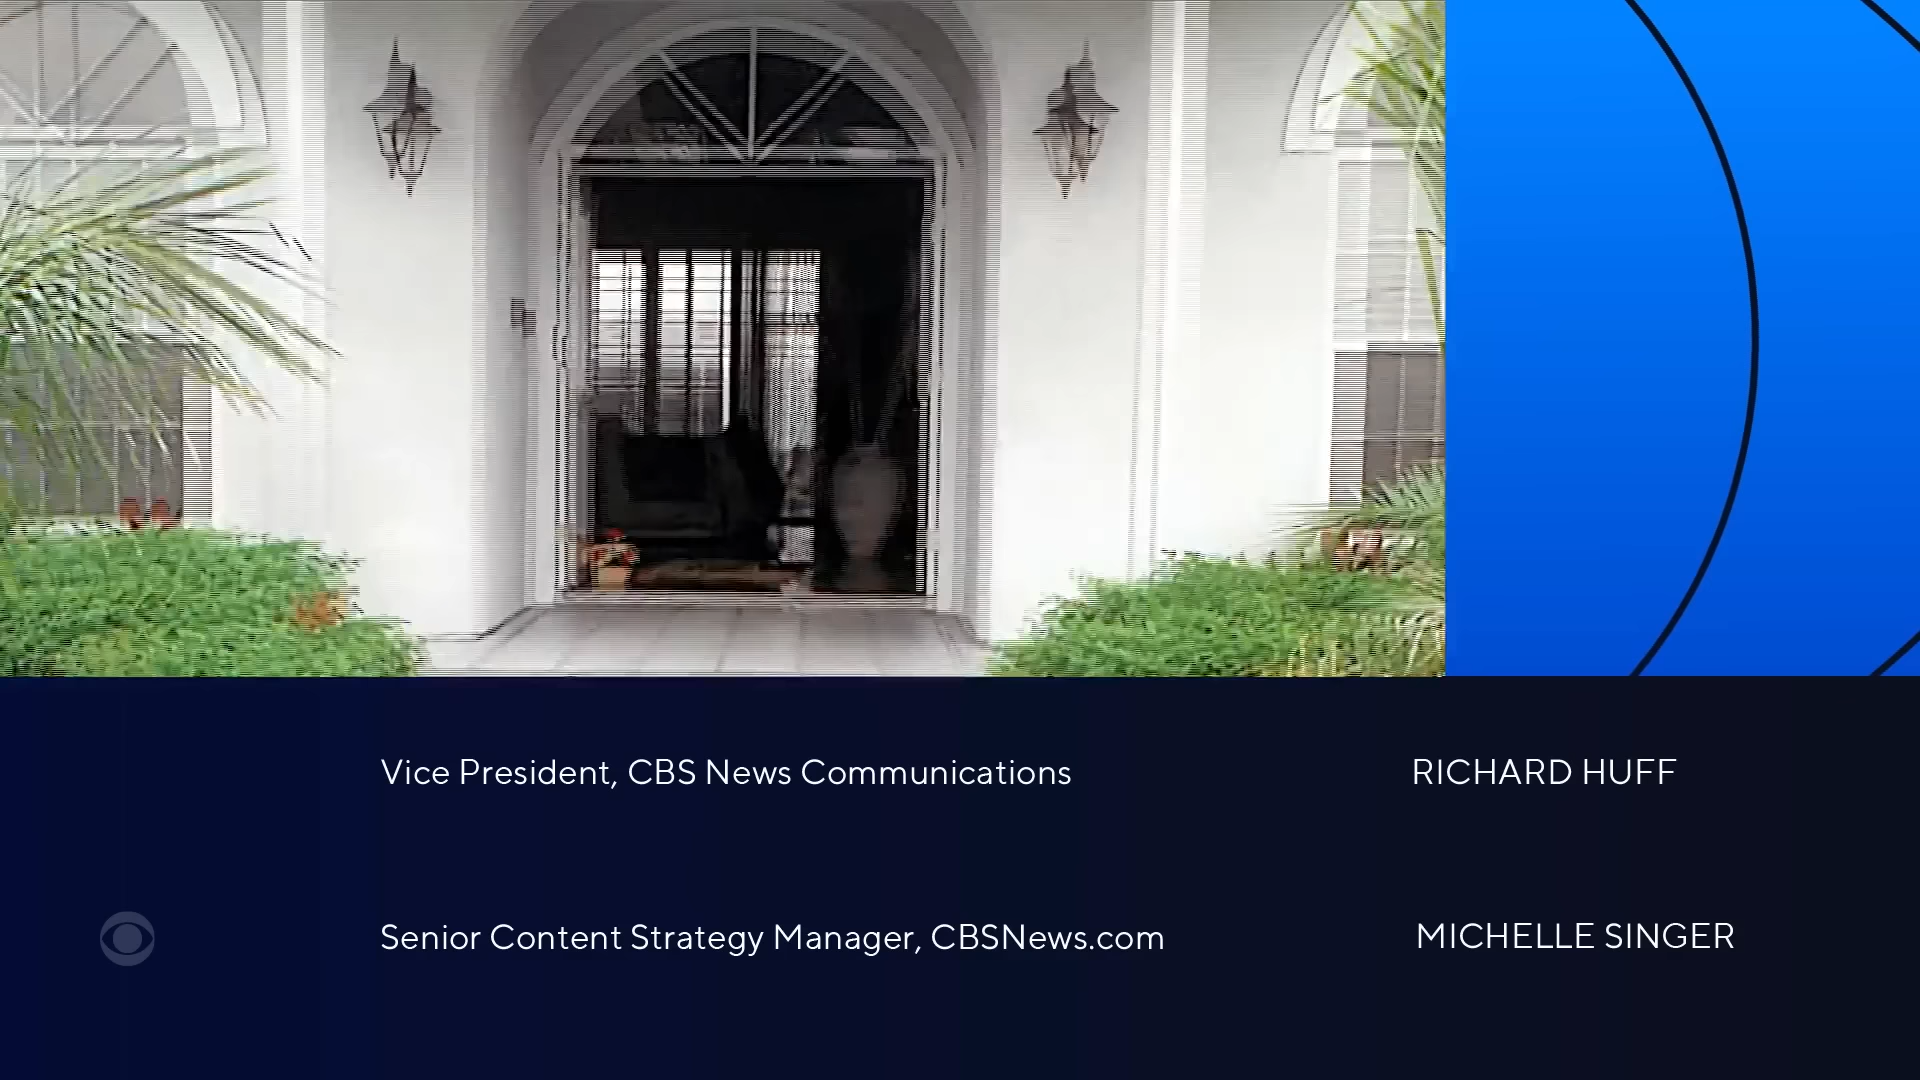 Vice President, CBS News Communications RICHARD HUFF
Senior Content Strategy Manager, CBSNews.com MICHELLE SINGER